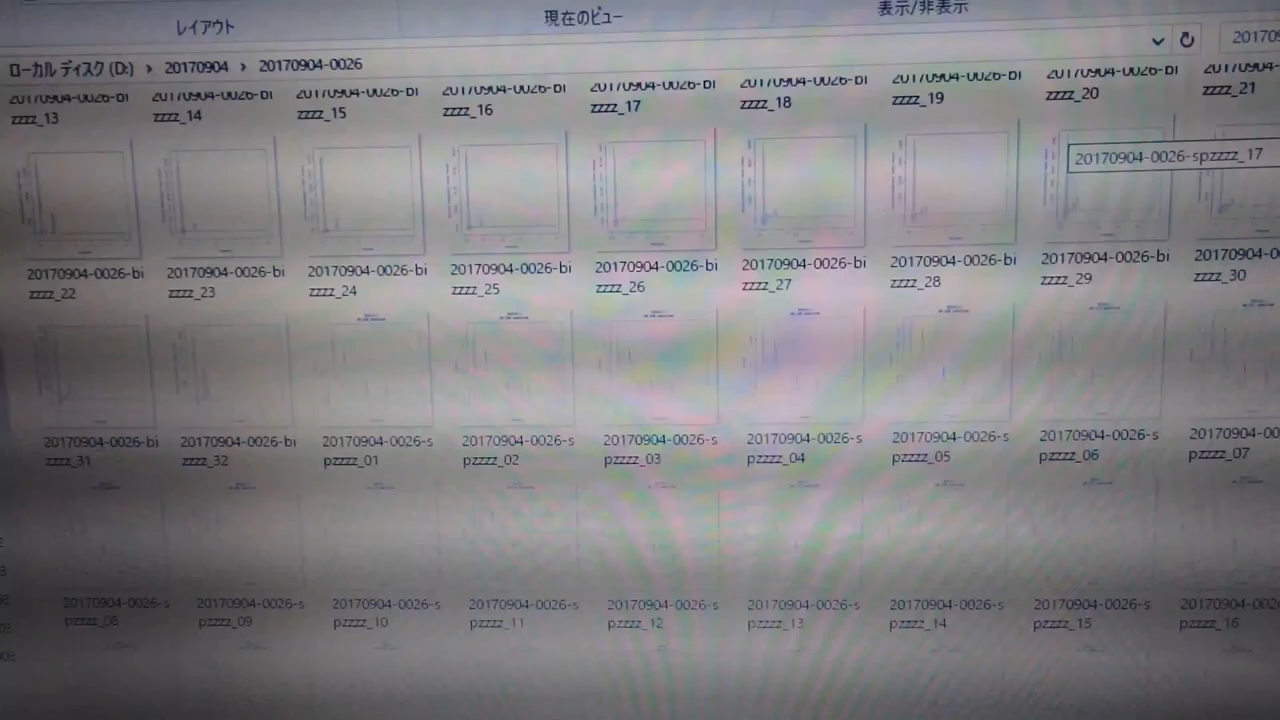 レイアウト
現在のビュー
表示/非表示
ローカル ディスク (D:) › 20170904 › 20170904-0026
20170904-0026-bi
zzzz_13
20170904-0026-bi
zzzz_14
20170904-0026-bi
zzzz_15
20170904-0026-bi
zzzz_16
20170904-0026-bi
zzzz_17
20170904-0026-bi
zzzz_18
20170904-0026-bi
zzzz_19
20170904-0026-bi
zzzz_20
20170904-
zzzz_21
20170904-0026-spzzzz_17
20170904-0026-bi
zzzz_22
20170904-0026-bi
zzzz_23
20170904-0026-bi
zzzz_24
20170904-0026-bi
zzzz_25
20170904-0026-bi
zzzz_26
20170904-0026-bi
zzzz_27
20170904-0026-bi
zzzz_28
20170904-0026-bi
zzzz_29
20170904-0
zzzz_30
20170904-0026-bi
zzzz_31
20170904-0026-bi
zzzz_32
20170904-0026-s
pzzzz_01
20170904-0026-s
pzzzz_02
20170904-0026-s
pzzzz_03
20170904-0026-s
pzzzz_04
20170904-0026-s
pzzzz_05
20170904-0026-s
pzzzz_06
20170904-00
pzzzz_07
20170904-0026-s
pzzzz_08
20170904-0026-s
pzzzz_09
20170904-0026-s
pzzzz_10
20170904-0026-s
pzzzz_11
20170904-0026-s
pzzzz_12
20170904-0026-s
pzzzz_13
20170904-0026-s
pzzzz_14
20170904-0026-s
pzzzz_15
20170904-002
pzzzz_16